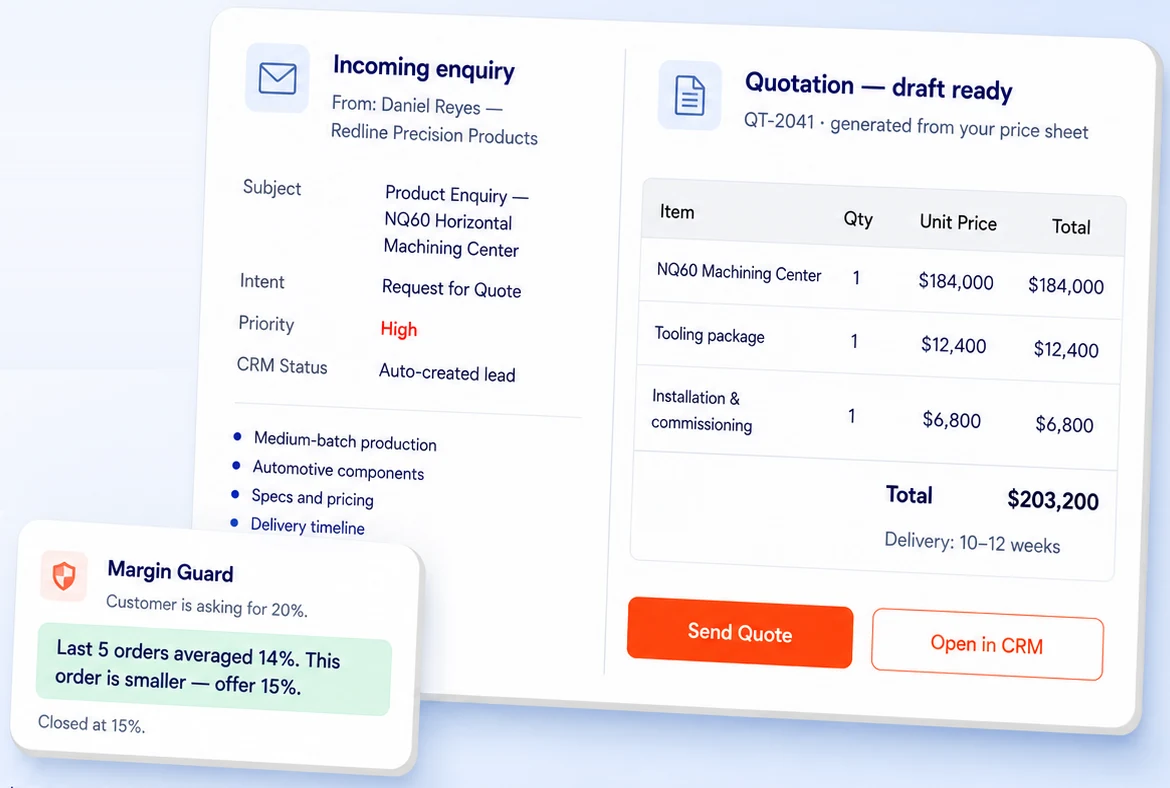 Incoming enquiry
From: Daniel Reyes —
Redline Precision Products
Subject
Product Enquiry —
NQ60 Horizontal
Machining Center
Intent
Request for Quote
Priority
High
CRM Status
Auto-created lead
Medium-batch production
Automotive components
Specs and pricing
Delivery timeline
Quotation — draft ready
QT-2041 · generated from your price sheet
Item Qty Unit Price Total
NQ60 Machining Center 1 $184,000 $184,000
Tooling package 1 $12,400 $12,400
Installation &
commissioning 1 $6,800 $6,800
Total $203,200
Delivery: 10–12 weeks
Send Quote
Open in CRM
Margin Guard
Customer is asking for 20%.
Last 5 orders averaged 14%. This
order is smaller — offer 15%.
Closed at 15%.